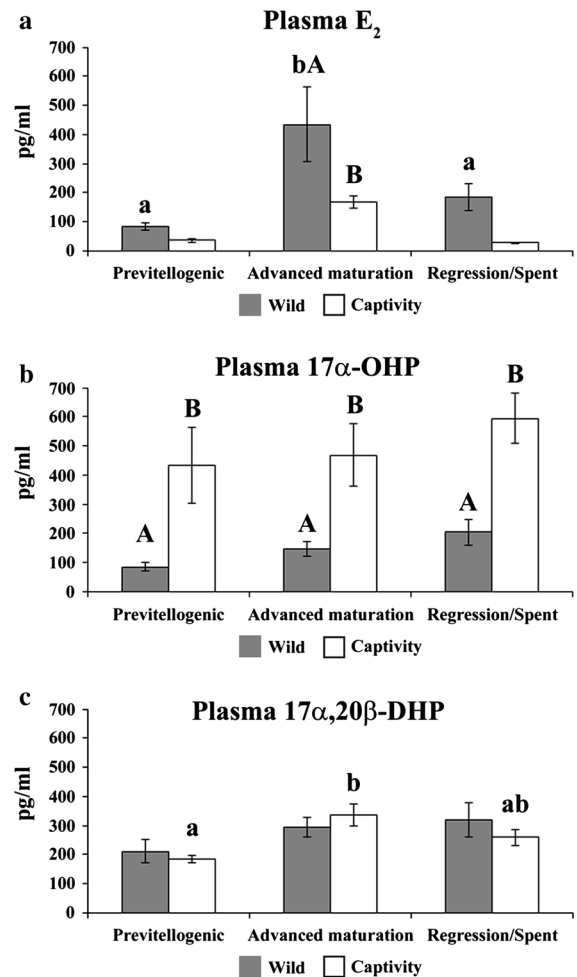 a
Plasma E₂
pg/ml
700
600
500
400
300
200
100
0
a
bA
B
a
Previtellogenic Advanced maturation Regression/Spent
Wild Captivity
b
Plasma 17α-OHP
pg/ml
700
600
500
400
300
200
100
0
A
B
A
B
A
B
Previtellogenic Advanced maturation Regression/Spent
Wild Captivity
c
Plasma 17α,20β-DHP
pg/ml
700
600
500
400
300
200
100
0
a
b
ab
Previtellogenic Advanced maturation Regression/Spent
Wild Captivity